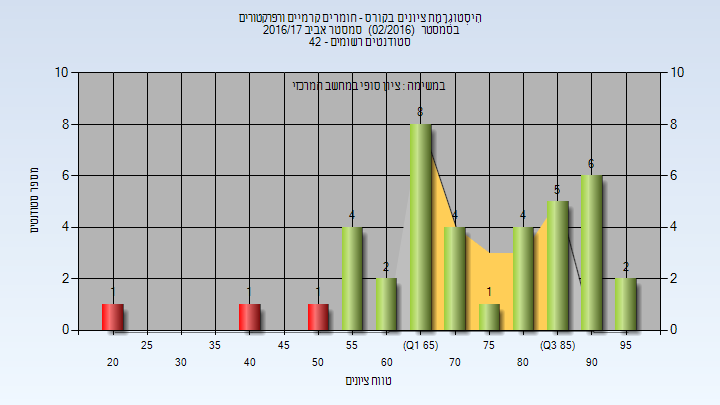 הִיסְטוֹגְרַמַת ציונים בקורס - חומרים קרמיים ורפרקטורים
בסמסטר (02/2016) סמסטר אביב 2016/17
סטודנטים רשומים - 42
במשימה : ציון סופי במחשב המרכזי
10 10
8 8
6 6
4 4
2 2
0 0
1 1 1 4 2 8 4 1 4 5 6 2
מספר סטודנטים
25 35 45 55 (Q1 65) 75 (Q3 85) 95
20 30 40 50 60 70 80 90
טווח ציונים